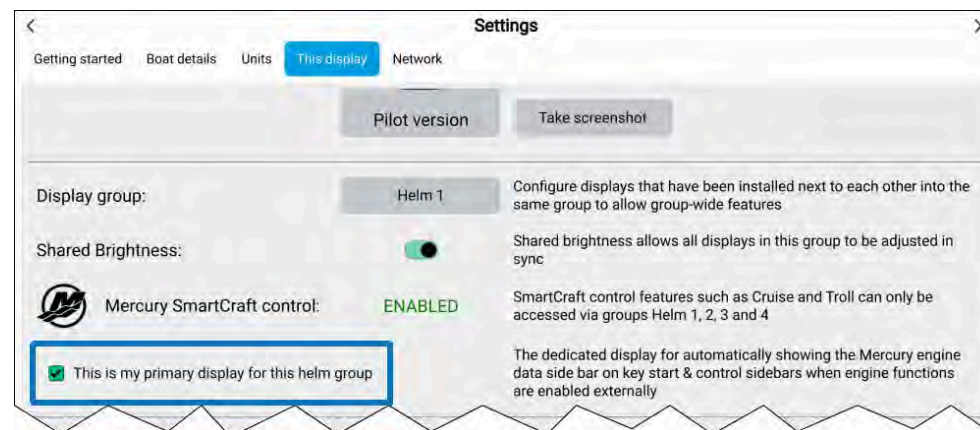 Settings
Getting started Boat details Units This display Network
Pilot version Take screenshot
Display group: Helm 1 Configure displays that have been installed next to each other into the
same group to allow group-wide features
Shared Brightness: Shared brightness allows all displays in this group to be adjusted in
sync
Mercury SmartCraft control: ENABLED SmartCraft control features such as Cruise and Troll can only be
accessed via groups Helm 1, 2, 3 and 4
This is my primary display for this helm group The dedicated display for automatically showing the Mercury engine
data side bar on key start & control sidebars when engine functions
are enabled externally